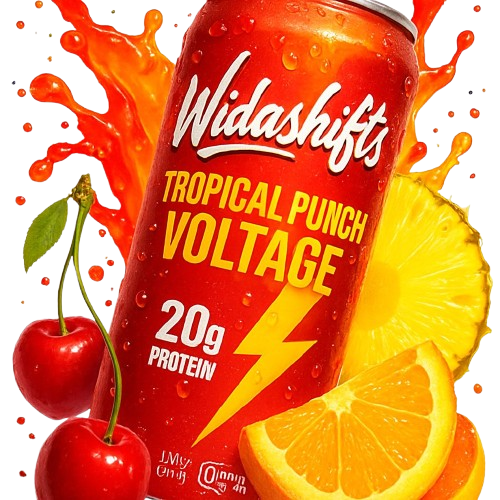 Widashifts
TROPICAL PUNCH
VOLTAGE
20g
PROTEIN